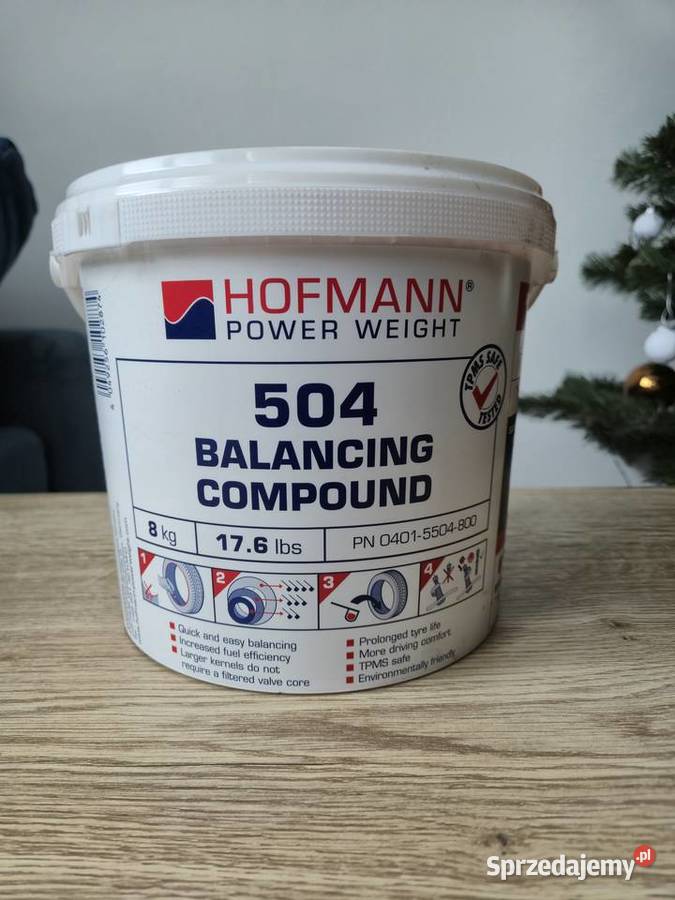 HOFMANN®
POWER WEIGHT
TPMS SAFE
TESTED
504
BALANCING
COMPOUND
8 kg
17.6 lbs
PN 0401-5504-800
1
2
3
4
Quick and easy balancing
Increased fuel efficiency
Larger kernels do not
require a filtered valve core
Prolonged tyre life
More driving comfort
TPMS safe
Environmentally friendly
Sprzedajemy.pl